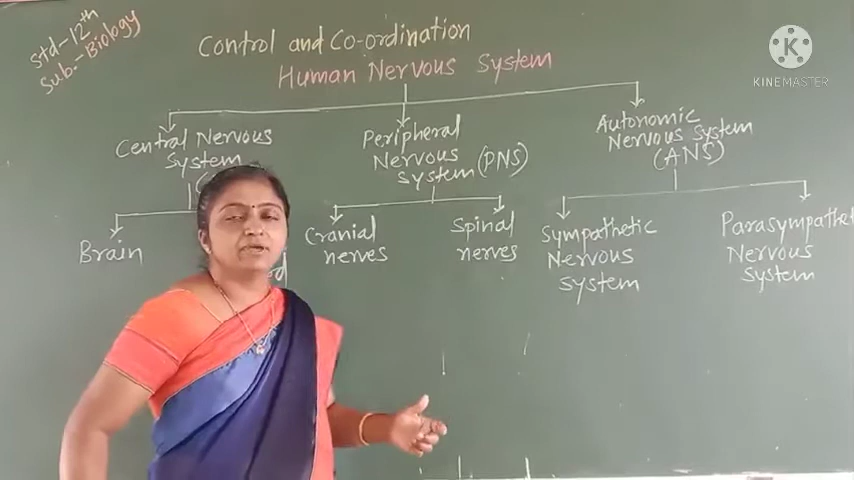 Std-12th
Sub.-Biology
Control and Co-ordination
Human Nervous System
Central Nervous
System
Brain
Peripheral
Nervous
System (PNS)
Cranial
nerves
Spinal
nerves
Autonomic
Nervous System
(ANS)
Sympathetic
Nervous
System
Parasympathet
Nervous
System
K
KINEMASTER